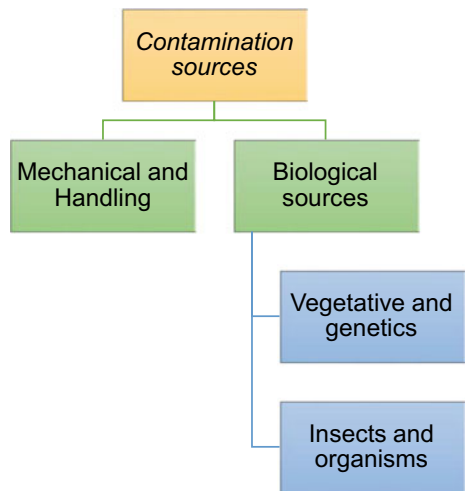 Contamination
sources
Mechanical and
Handling
Biological
sources
Vegetative and
genetics
Insects and
organisms